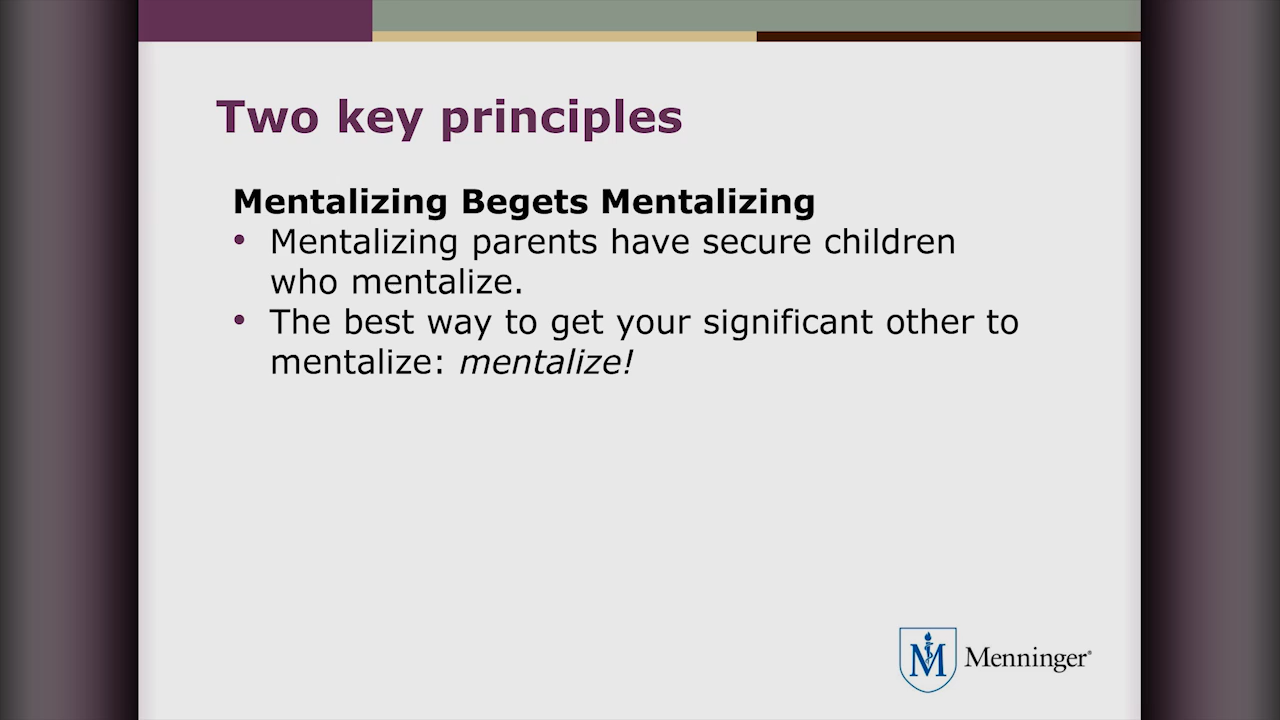 Two key principles
Mentalizing Begets Mentalizing
• Mentalizing parents have secure children
who mentalize.
• The best way to get your significant other to
mentalize: mentalize!
M Menninger®